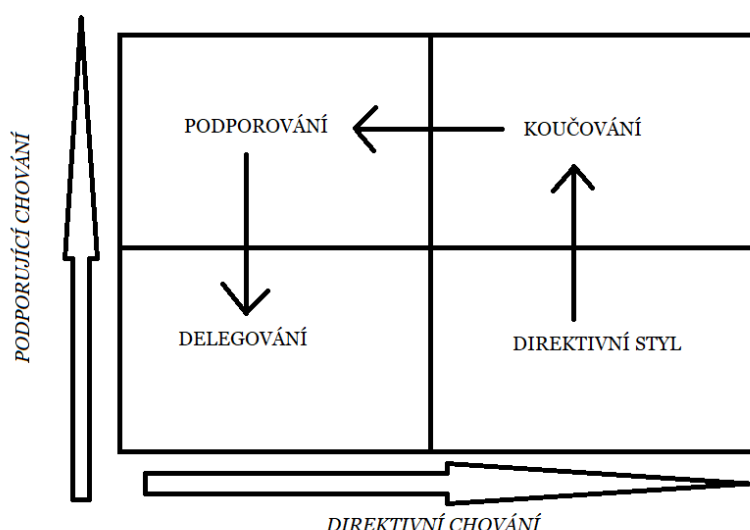 PODPORUJÍCÍ CHOVÁNÍ
PODPOROVÁNÍ
KOUČOVÁNÍ
DELEGOVÁNÍ
DIREKTIVNÍ STYL
DIREKTIVNÍ CHOVÁNÍ